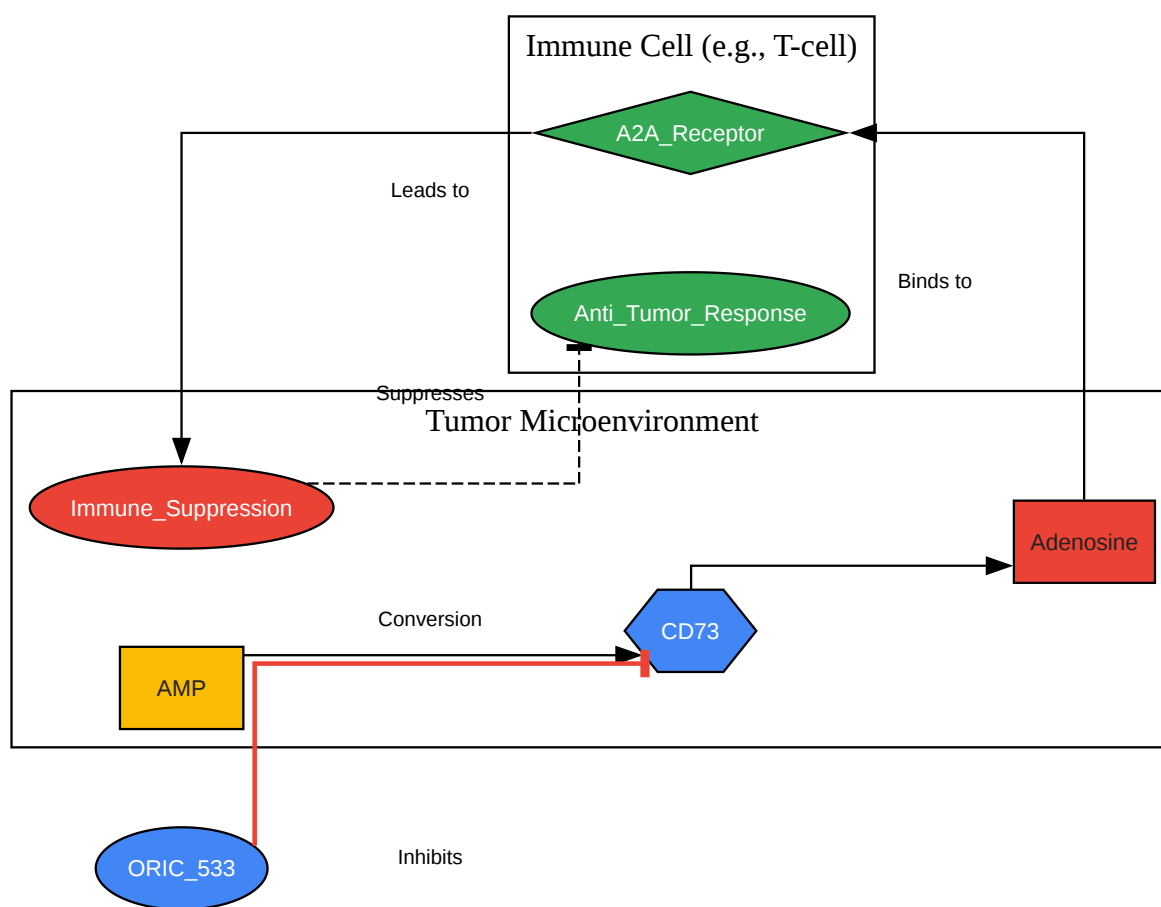 Immune Cell (e.g., T-cell)
A2A_Receptor
Leads to
Binds to
Anti_Tumor_Response
Suppresses
Tumor Microenvironment
Immune_Suppression
Adenosine
Conversion
CD73
AMP
Inhibits
ORIC_533